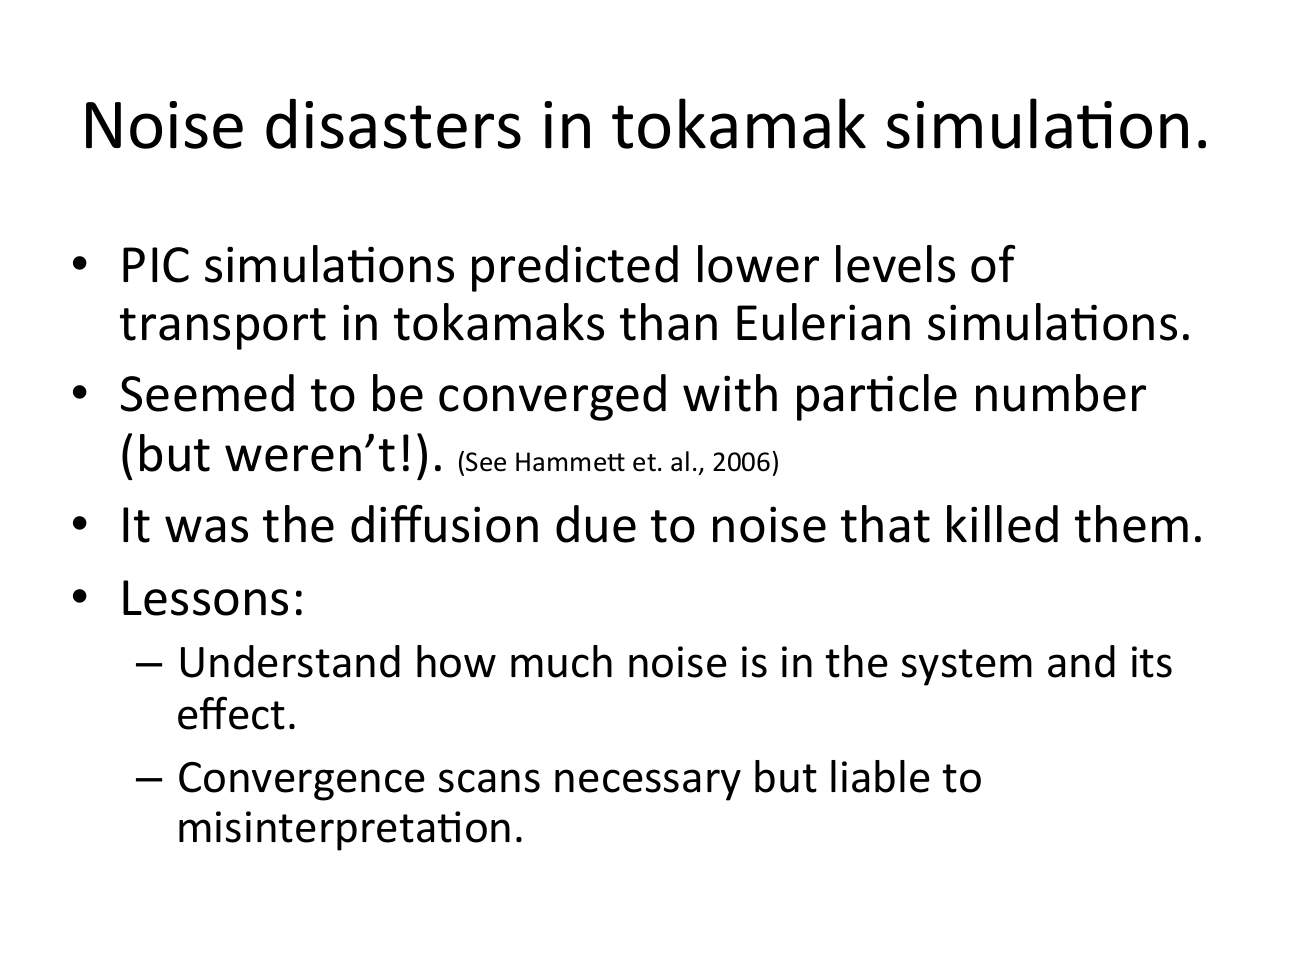 Noise disasters in tokamak simulation.
• PIC simulations predicted lower levels of
transport in tokamaks than Eulerian simulations.
• Seemed to be converged with particle number
(but weren’t!). (See Hammett et. al., 2006)
• It was the diffusion due to noise that killed them.
• Lessons:
– Understand how much noise is in the system and its
effect.
– Convergence scans necessary but liable to
misinterpretation.